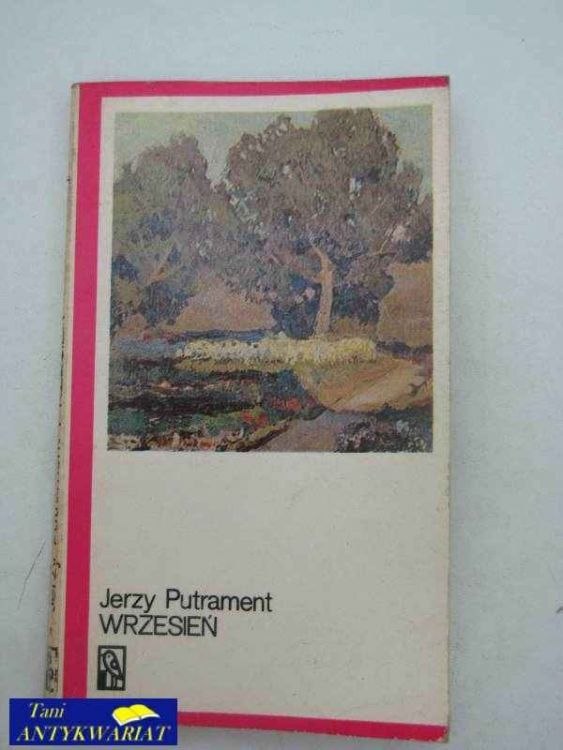 Jerzy Putrament
WRZESIEŃ
Tani
ANTYKWARIAT